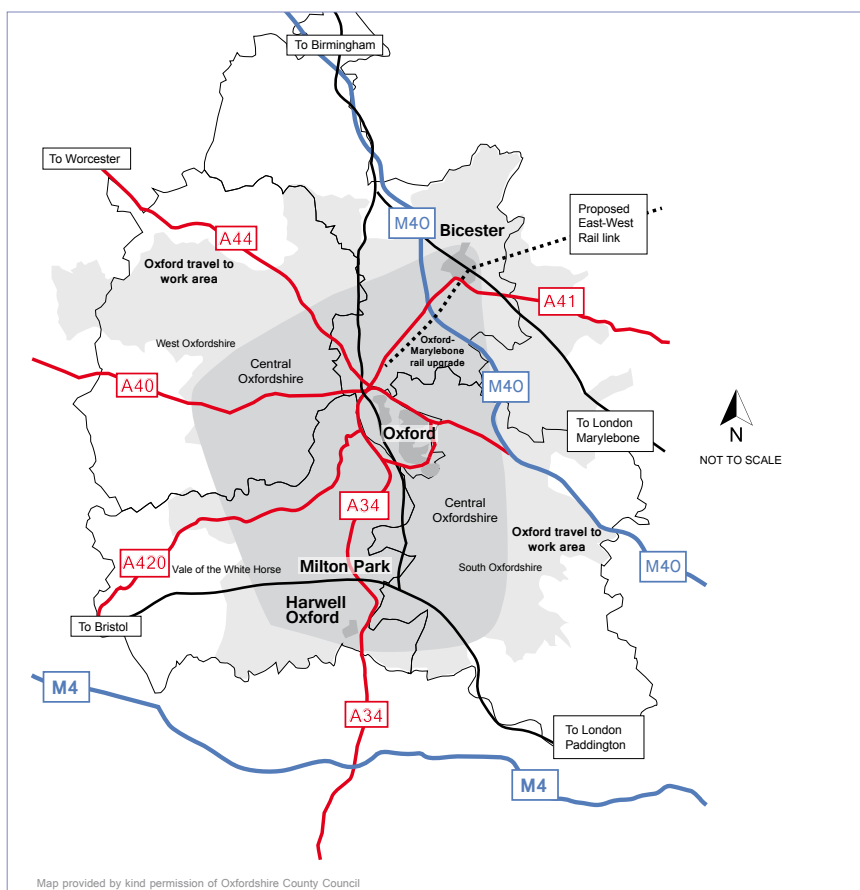 To Birmingham
To Worcester
M40
Bicester
Proposed
East-West
Rail link
A44
Oxford travel to
work area
A41
West Oxfordshire
Oxford-
Marylebone
rail upgrade
Central
Oxfordshire
A40
M40
N
NOT TO SCALE
To London
Marylebone
Oxford
A34
Central
Oxfordshire
Oxford travel to
work area
A420
Vale of the White Horse
Milton Park
South Oxfordshire
M40
Harwell
Oxford
To Bristol
M4
A34
To London
Paddington
M4
Map provided by kind permission of Oxfordshire County Council